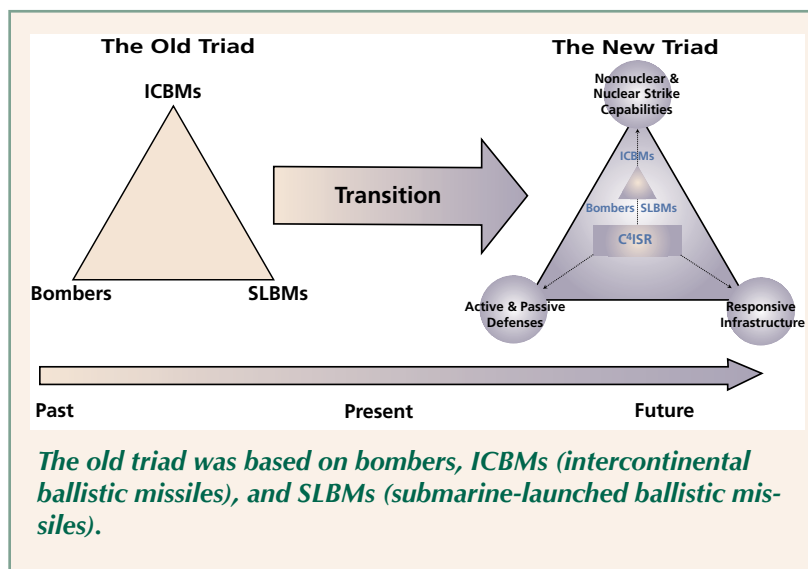 The Old Triad
ICBMs
Bombers
SLBMs
Transition
The New Triad
Nonnuclear &
Nuclear Strike
Capabilities
ICBMs
Bombers SLBMs
C⁴ISR
Active & Passive
Defenses
Responsive
Infrastructure
Past
Present
Future
The old triad was based on bombers, ICBMs (intercontinental
ballistic missiles), and SLBMs (submarine-launched ballistic mis-
siles).